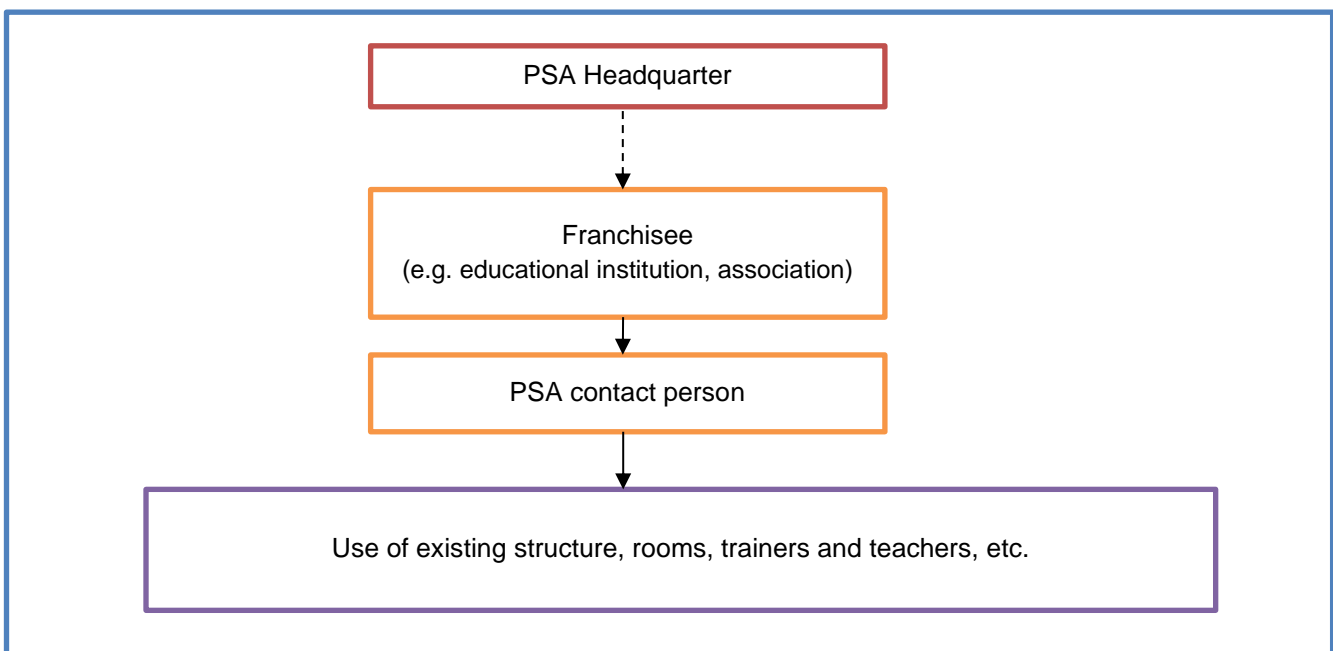 PSA Headquarter
Franchisee
(e.g. educational institution, association)
PSA contact person
Use of existing structure, rooms, trainers and teachers, etc.